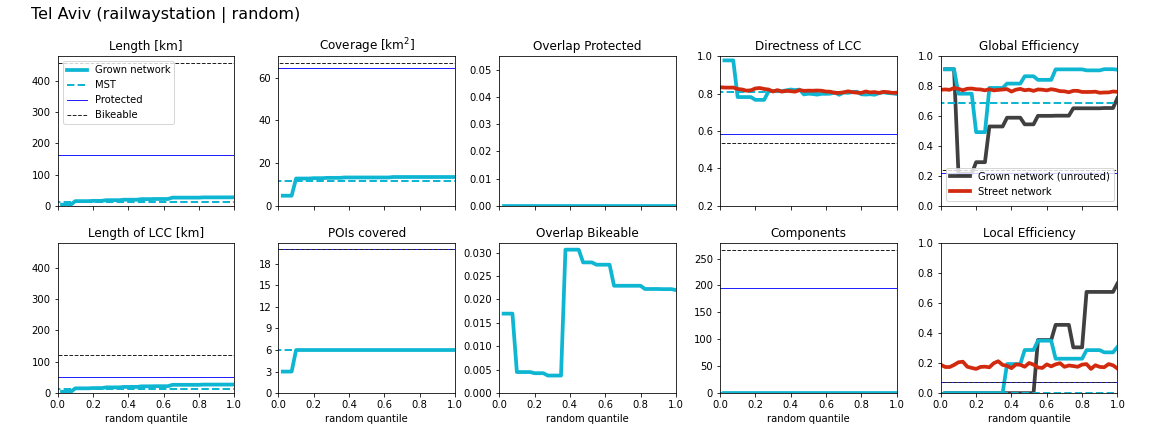 Tel Aviv (railwaystation | random)
Length [km]
Coverage [km²]
Overlap Protected
Directness of LCC
Global Efficiency
400
300
200
100
0
Grown network
MST
Protected
Bikeable
60
40
20
0
0.05
0.04
0.03
0.02
0.01
0.00
1.0
0.8
0.6
0.4
0.2
1.0
0.8
0.6
0.4
0.2
0.0
Grown network (unrouted)
Street network
Length of LCC [km]
POIs covered
Overlap Bikeable
Components
Local Efficiency
400
300
200
100
0
18
15
12
9
6
3
0
0.030
0.025
0.020
0.015
0.010
0.005
0.000
250
200
150
100
50
0
1.0
0.8
0.6
0.4
0.2
0.0
0.0 0.2 0.4 0.6 0.8 1.0
0.0 0.2 0.4 0.6 0.8 1.0
0.0 0.2 0.4 0.6 0.8 1.0
0.0 0.2 0.4 0.6 0.8 1.0
0.0 0.2 0.4 0.6 0.8 1.0
random quantile
random quantile
random quantile
random quantile
random quantile